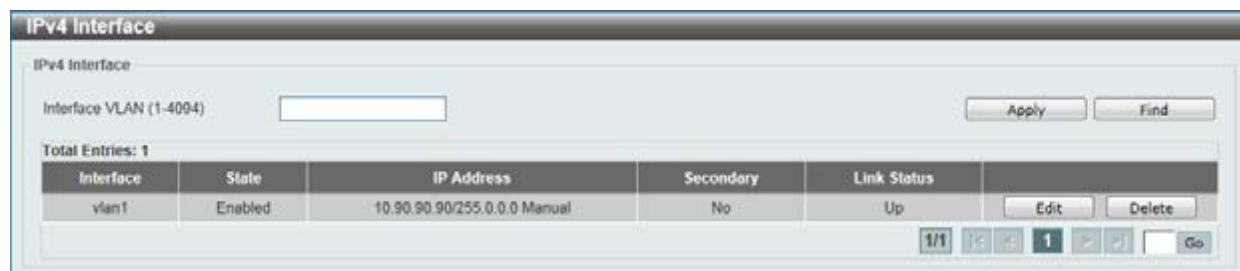 IPv4 Interface
IPv4 Interface
Interface VLAN (1-4094) Apply Find
Total Entries: 1
Interface State IP Address Secondary Link Status
vlan1 Enabled 10.90.90.90/255.0.0.0 Manual No Up Edit Delete
1/1 |< < 1 > >| Go